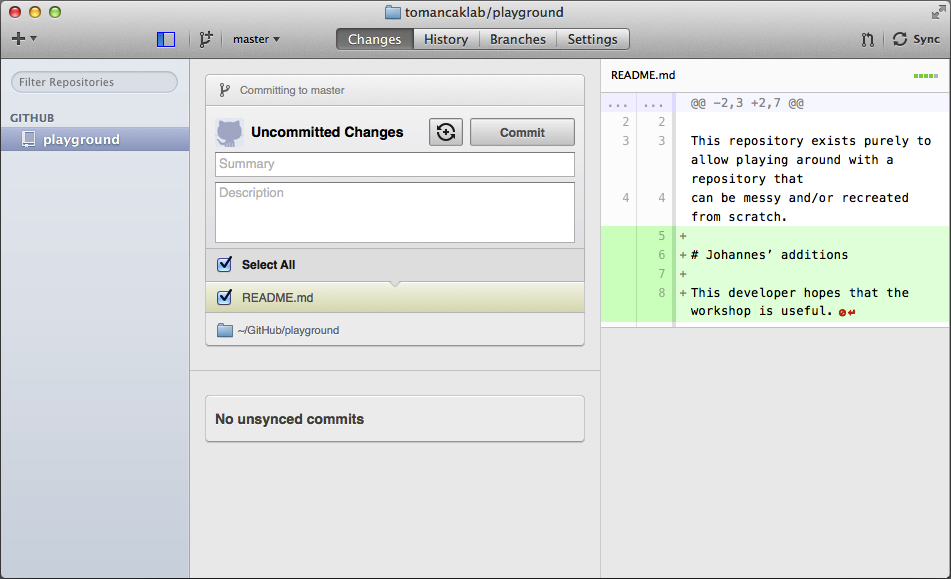 tomancaklab/playground
master
Changes
History
Branches
Settings
Sync
Filter Repositories
GITHUB
playground
Committing to master
Uncommitted Changes
Commit
Summary
Description
Select All
README.md
~/GitHub/playground
No unsynced commits
README.md
... ... @@ -2,3 +2,7 @@
2 2
3 3 This repository exists purely to
allow playing around with a
repository that
4 4 can be messy and/or recreated
from scratch.
5 +
6 +# Johannes’ additions
7 +
8 +This developer hopes that the
workshop is useful.